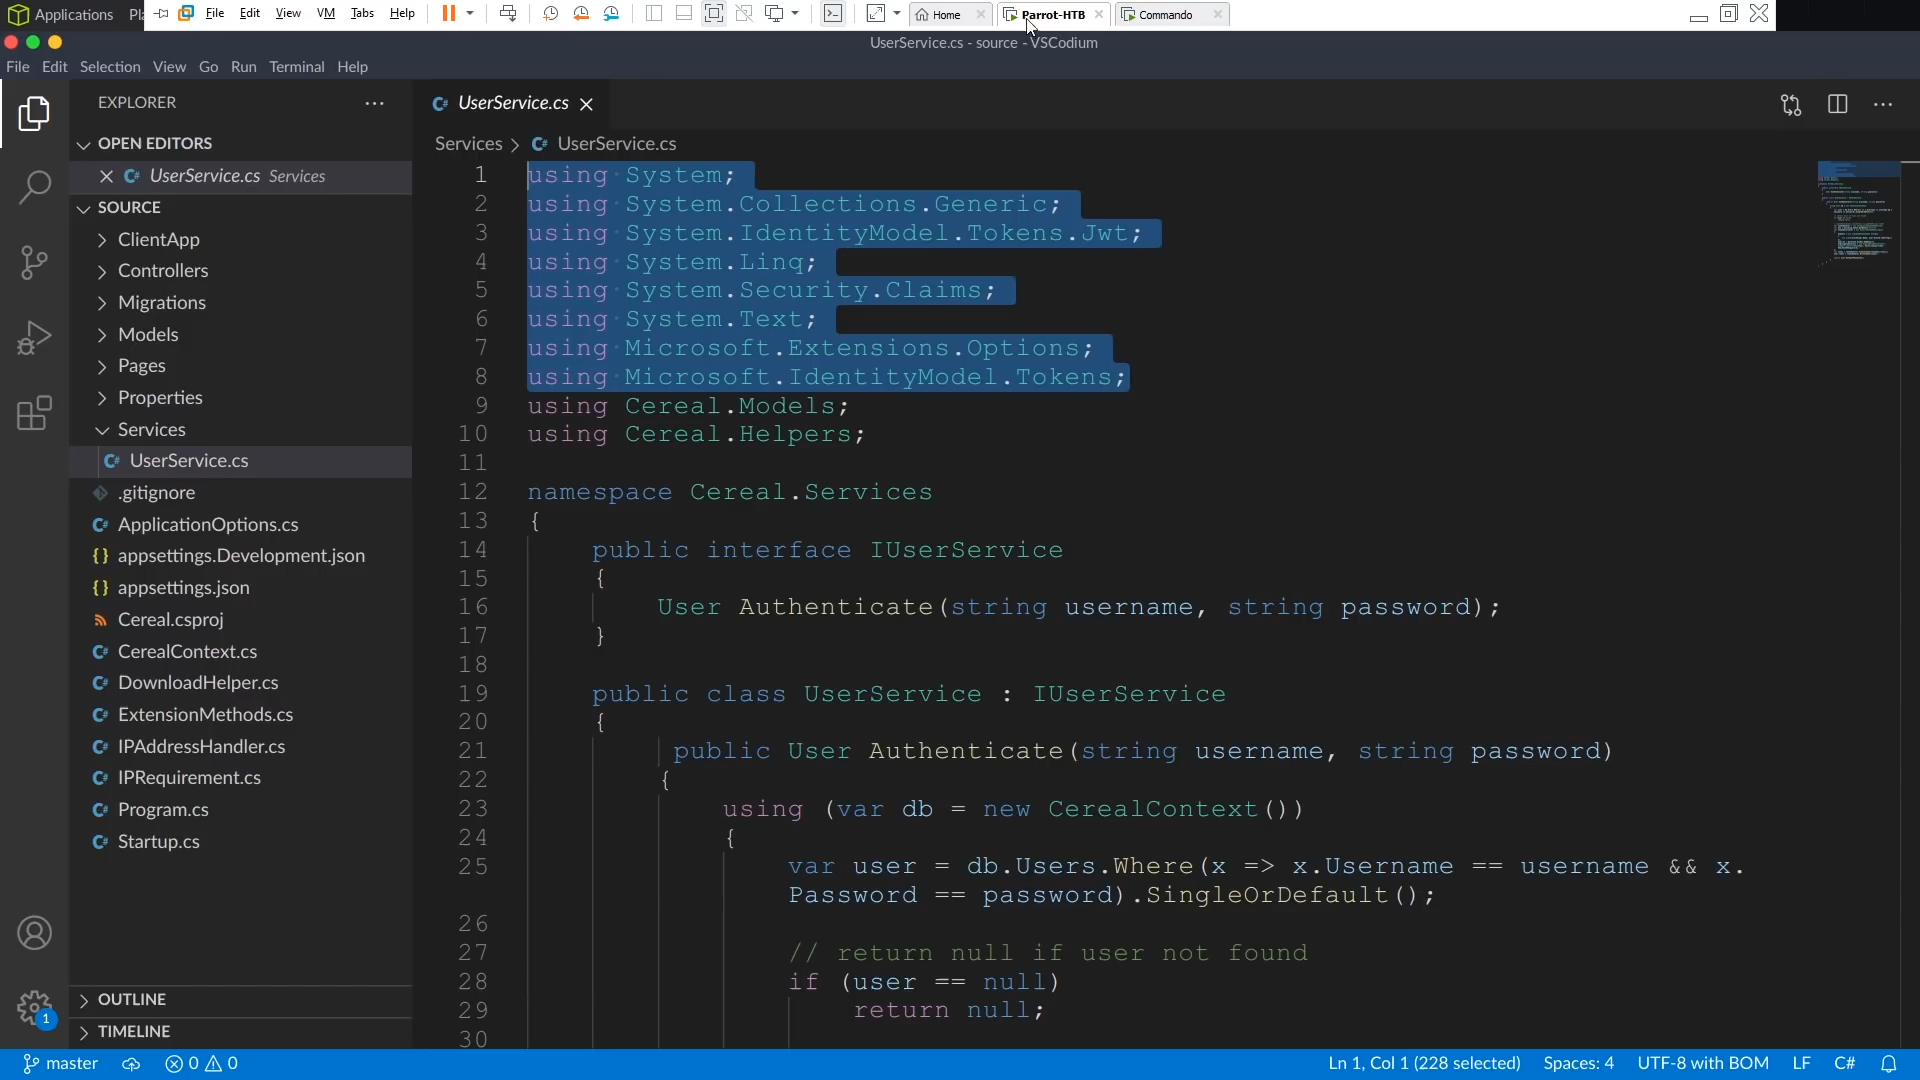 Applications Pl File Edit View VM Tabs Help Home Parrot-HTB Commando
UserService.cs - source - VSCodium
File Edit Selection View Go Run Terminal Help
EXPLORER
OPEN EDITORS
UserService.cs Services
SOURCE
ClientApp
Controllers
Migrations
Models
Pages
Properties
Services
UserService.cs
.gitignore
ApplicationOptions.cs
appsettings.Development.json
appsettings.json
Cereal.csproj
CerealContext.cs
DownloadHelper.cs
ExtensionMethods.cs
IPAddressHandler.cs
IPRequirement.cs
Program.cs
Startup.cs
OUTLINE
TIMELINE
UserService.cs
Services > UserService.cs
1 using System;
2 using System.Collections.Generic;
3 using System.IdentityModel.Tokens.Jwt;
4 using System.Linq;
5 using System.Security.Claims;
6 using System.Text;
7 using Microsoft.Extensions.Options;
8 using Microsoft.IdentityModel.Tokens;
9 using Cereal.Models;
10 using Cereal.Helpers;
11
12 namespace Cereal.Services
13 {
14 public interface IUserService
15 {
16 User Authenticate(string username, string password);
17 }
18
19 public class UserService : IUserService
20 {
21 public User Authenticate(string username, string password)
22 {
23 using (var db = new CerealContext())
24 {
25 var user = db.Users.Where(x => x.Username == username && x.
Password == password).SingleOrDefault();
26
27 // return null if user not found
28 if (user == null)
29 return null;
30
1
master 0 0 Ln 1, Col 1 (228 selected) Spaces: 4 UTF-8 with BOM LF C#